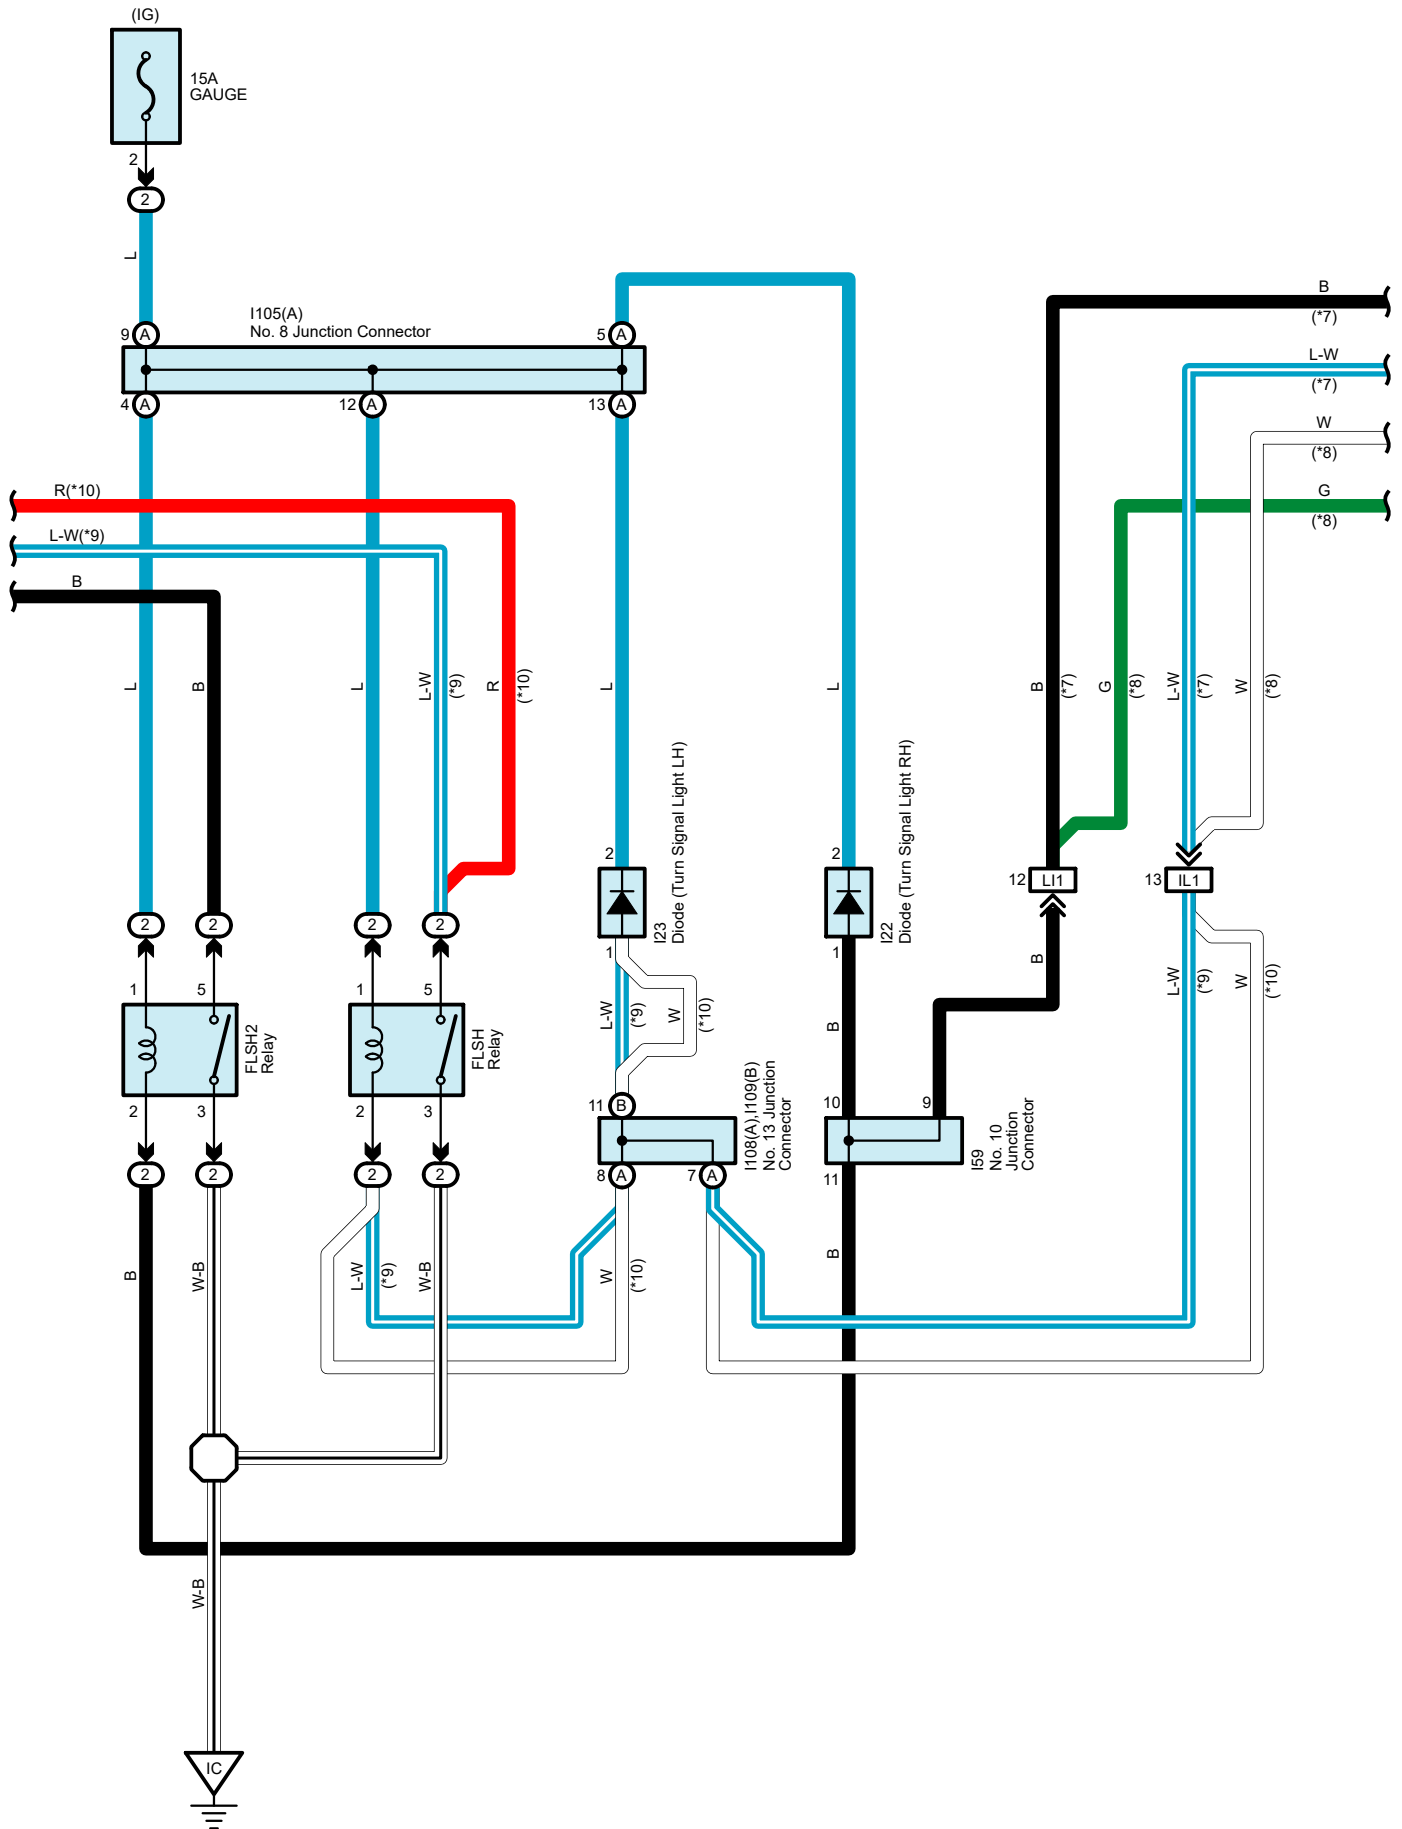 (IG)
15A
GAUGE
2
2
L
I105(A)
No. 8 Junction Connector
9 A
5 A
4 A
12 A
13 A
B
(*7)
L-W
(*7)
W
(*8)
G
(*8)
R(*10)
L-W(*9)
B
L
B
L
L-W
(*9)
R
(*10)
L
L
B
(*7)
G
(*8)
L-W
(*7)
W
(*8)
2
I23
Diode (Turn Signal Light LH)
1
2
I22
Diode (Turn Signal Light RH)
1
12 LI1
13 IL1
2
2
2
2
1
5
1
5
FLSH2
Relay
FLSH
Relay
2
3
2
3
2
2
2
2
L-W
(*9)
W
(*10)
B
B
L-W
(*9)
W
(*10)
11 B
8 A
7 A
I108(A),I109(B)
No. 13 Junction
Connector
10
9
11
I59
No. 10
Junction
Connector
B
W-B
L-W
(*9)
W-B
W
(*10)
B
W-B
IC